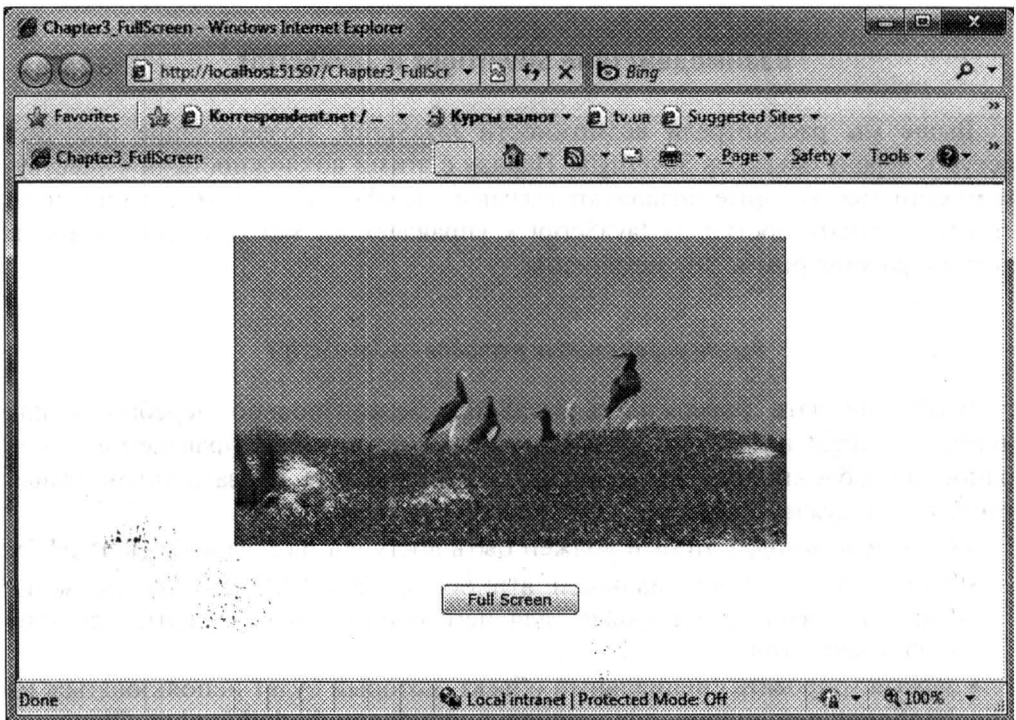 Chapter3_FullScreen - Windows Internet Explorer
http://localhost:51597/Chapter3_FullScr
Bing
Favorites Korrespondent.net / ... Курсы валют tv.ua Suggested Sites
Chapter3_FullScreen Page Safety Tools
Full Screen
Done Local intranet | Protected Mode: Off 100%